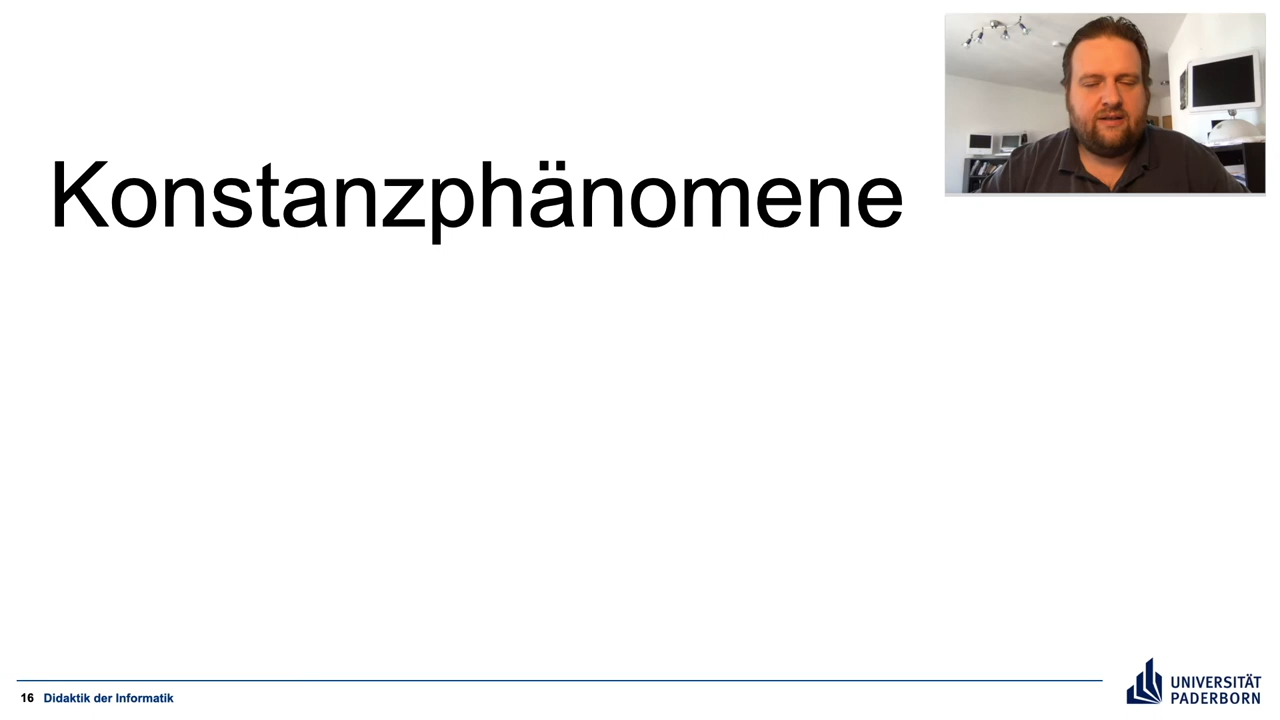 Konstanzphänomene
16 Didaktik der Informatik
UNIVERSITÄT
PADERBORN